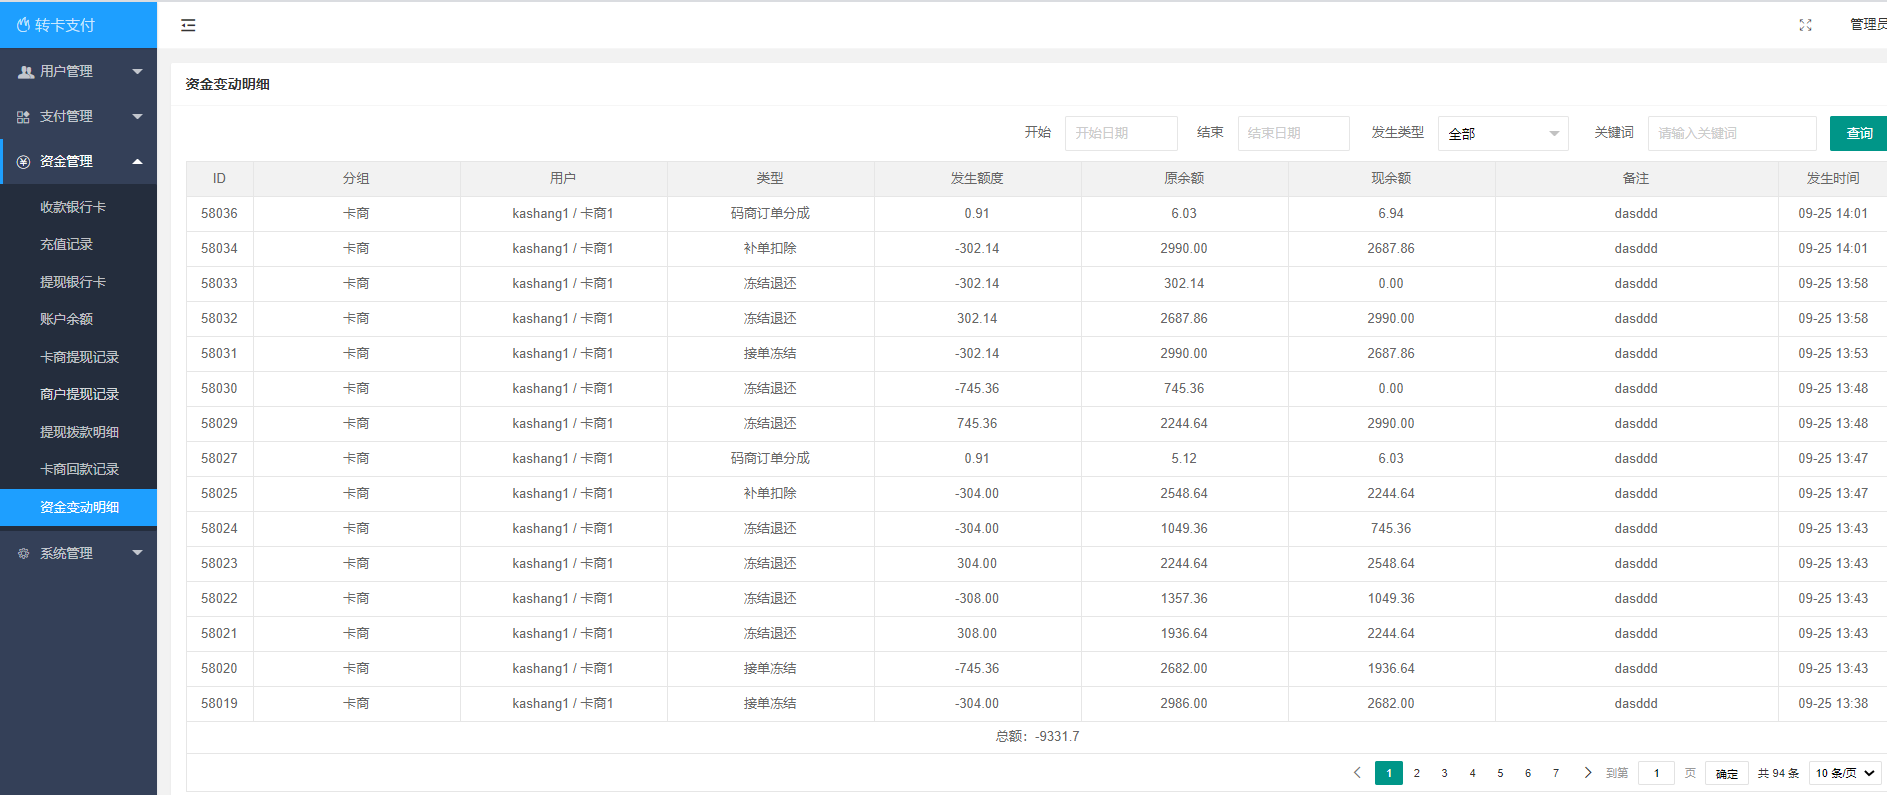 转卡支付
管理员
用户管理
支付管理
资金管理
收款银行卡
充值记录
提现银行卡
账户余额
卡商提现记录
商户提现记录
提现拨款明细
卡商回款记录
资金变动明细
系统管理
资金变动明细
开始 开始日期 结束 结束日期 发生类型 全部 关键词 请输入关键词 查询
ID 分组 用户 类型 发生额度 原余额 现余额 备注 发生时间
58036 卡商 kashang1 / 卡商1 码商订单分成 0.91 6.03 6.94 dasddd 09-25 14:01
58034 卡商 kashang1 / 卡商1 补单扣除 -302.14 2990.00 2687.86 dasddd 09-25 14:01
58033 卡商 kashang1 / 卡商1 冻结退还 -302.14 302.14 0.00 dasddd 09-25 13:58
58032 卡商 kashang1 / 卡商1 冻结退还 302.14 2687.86 2990.00 dasddd 09-25 13:58
58031 卡商 kashang1 / 卡商1 接单冻结 -302.14 2990.00 2687.86 dasddd 09-25 13:53
58030 卡商 kashang1 / 卡商1 冻结退还 -745.36 745.36 0.00 dasddd 09-25 13:48
58029 卡商 kashang1 / 卡商1 冻结退还 745.36 2244.64 2990.00 dasddd 09-25 13:48
58027 卡商 kashang1 / 卡商1 码商订单分成 0.91 5.12 6.03 dasddd 09-25 13:47
58025 卡商 kashang1 / 卡商1 补单扣除 -304.00 2548.64 2244.64 dasddd 09-25 13:47
58024 卡商 kashang1 / 卡商1 冻结退还 -304.00 1049.36 745.36 dasddd 09-25 13:43
58023 卡商 kashang1 / 卡商1 冻结退还 304.00 2244.64 2548.64 dasddd 09-25 13:43
58022 卡商 kashang1 / 卡商1 冻结退还 -308.00 1357.36 1049.36 dasddd 09-25 13:43
58021 卡商 kashang1 / 卡商1 冻结退还 308.00 1936.64 2244.64 dasddd 09-25 13:43
58020 卡商 kashang1 / 卡商1 接单冻结 -745.36 2682.00 1936.64 dasddd 09-25 13:43
58019 卡商 kashang1 / 卡商1 接单冻结 -304.00 2986.00 2682.00 dasddd 09-25 13:38
总额：-9331.7
1 2 3 4 5 6 7 到第 1 页 确定 共 94 条 10 条/页